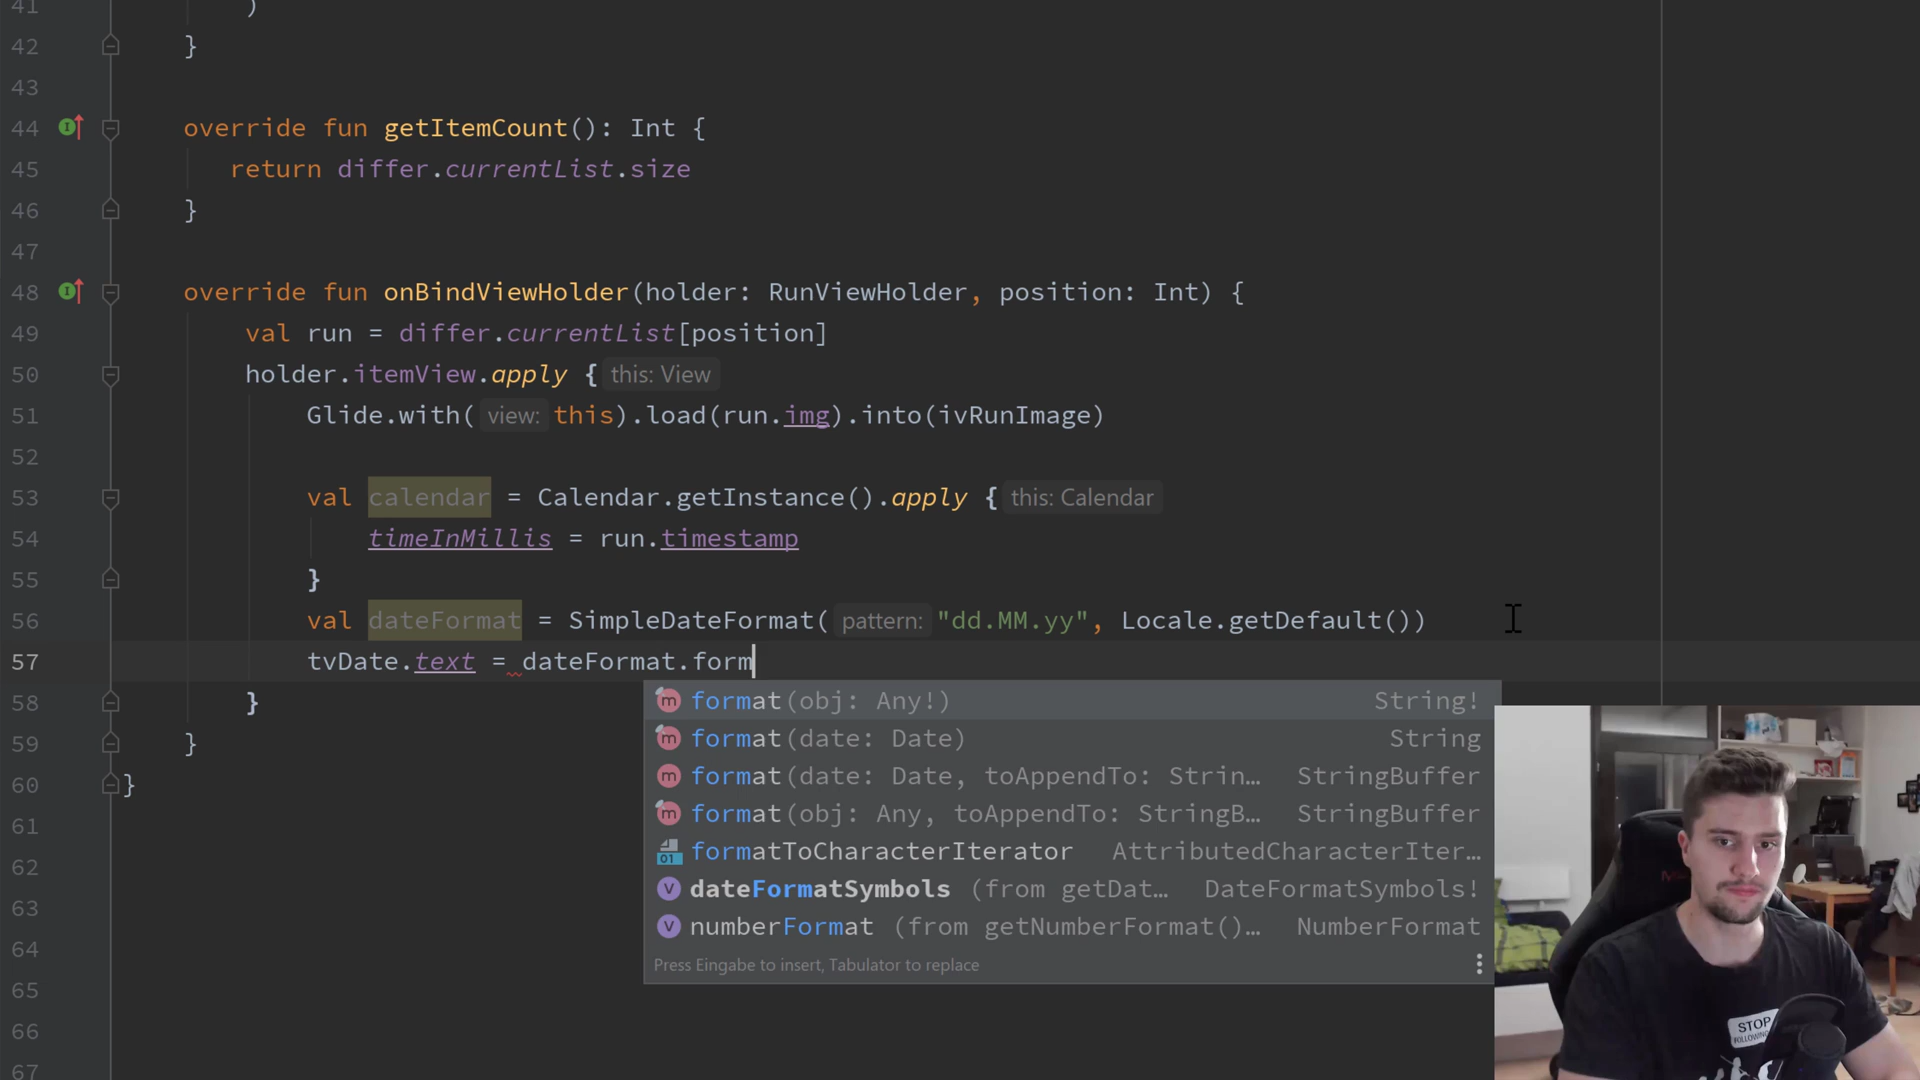 41 )
42 }
43
44 override fun getItemCount(): Int {
45 return differ.currentList.size
46 }
47
48 override fun onBindViewHolder(holder: RunViewHolder, position: Int) {
49 val run = differ.currentList[position]
50 holder.itemView.apply { this: View
51 Glide.with( view: this).load(run.img).into(ivRunImage)
52
53 val calendar = Calendar.getInstance().apply { this: Calendar
54 timeInMillis = run.timestamp
55 }
56 val dateFormat = SimpleDateFormat( pattern: "dd.MM.yy", Locale.getDefault())
57 tvDate.text = dateFormat.form
58 }
59 }
60 }
61
62
63
64
65
66
67
m format(obj: Any!) String!
m format(date: Date) String
m format(date: Date, toAppendTo: Strin… StringBuffer
m format(obj: Any, toAppendTo: StringB… StringBuffer
01 formatToCharacterIterator AttributedCharacterIter…
v dateFormatSymbols (from getDat… DateFormatSymbols!
v numberFormat (from getNumberFormat()… NumberFormat
Press Eingabe to insert, Tabulator to replace
STOP
FOLLOWING